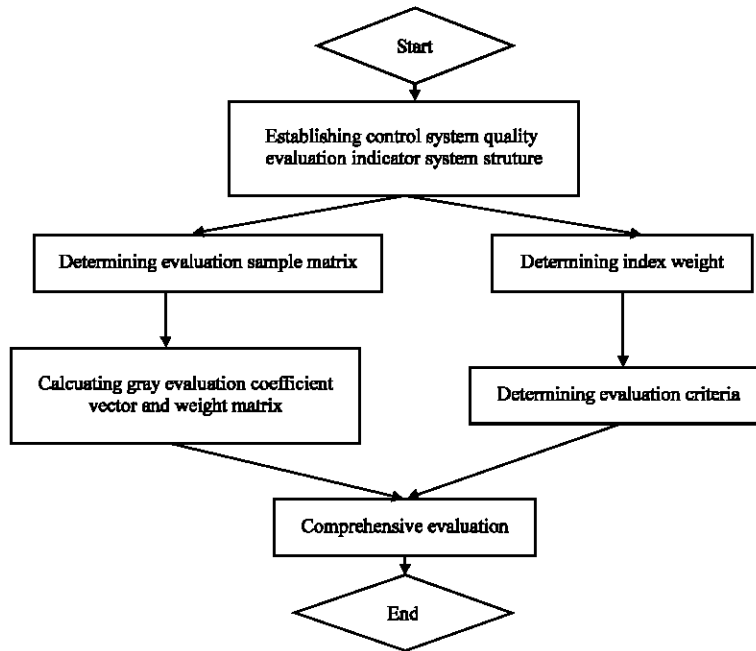 Start
Establishing control system quality
evaluation indicator system struture
Determining evaluation sample matrix
Determining index weight
Calcuating gray evaluation coefficient
vector and weight matrix
Determining evaluation criteria
Comprehensive evaluation
End